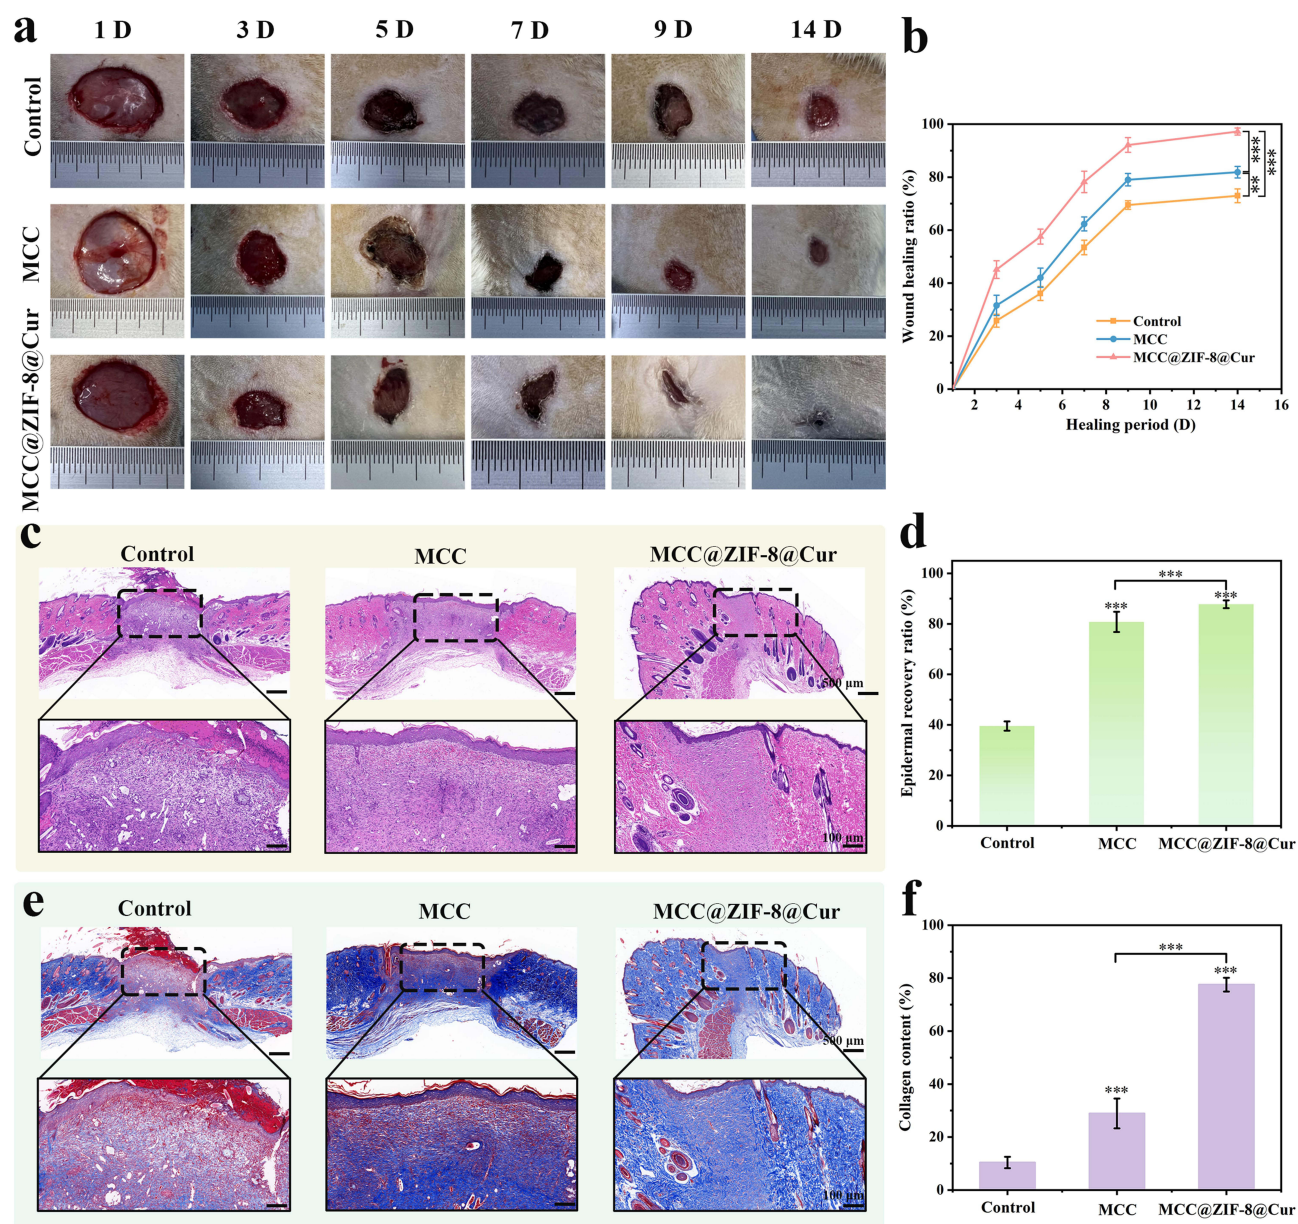 a
1 D 3 D 5 D 7 D 9 D 14 D
Control
MCC
MCC@ZIF-8@Cur
b
100
80
60
40
20
0
2 4 6 8 10 12 14 16
Wound healing ratio (%)
Healing period (D)
Control
MCC
MCC@ZIF-8@Cur
***
**
***
c
Control MCC MCC@ZIF-8@Cur
500 μm
100 μm
d
100
80
60
40
20
0
Epidermal recovery ratio (%)
***
*** ***
Control MCC MCC@ZIF-8@Cur
e
Control MCC MCC@ZIF-8@Cur
500 μm
100 μm
f
100
80
60
40
20
0
Collagen content (%)
***
***
***
Control MCC MCC@ZIF-8@Cur